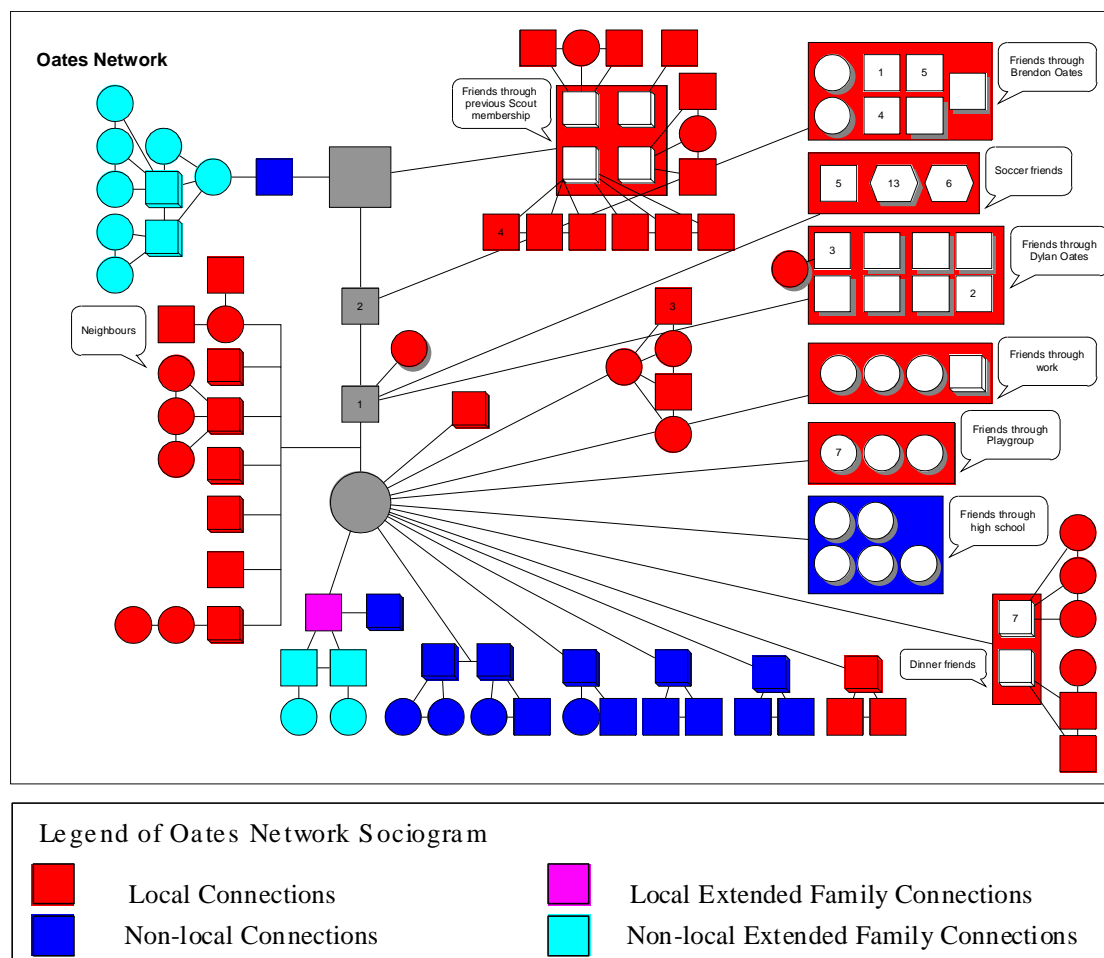 Oates Network
Friends through
previous Scout
membership
Friends through
Brendon Oates
1
5
4
Soccer friends
5
13
6
Friends through
Dylan Oates
3
2
4
2
3
Neighbours
1
Friends through
work
Friends through
Playgroup
7
Friends through
high school
7
Dinner friends
Legend of Oates Network Sociogram
Local Connections
Local Extended Family Connections
Non-local Connections
Non-local Extended Family Connections